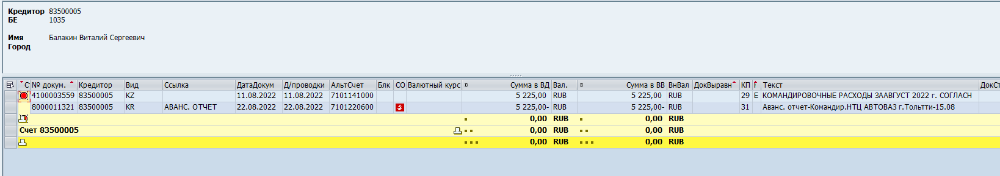 Кредитор 83500005
БЕ 1035
Имя Балакин Виталий Сергеевич
Город
Ст № докум. Кредитор Вид Ссылка ДатаДокум Д/проводки АльтСчет Блк СО Валютный курс Сумма в ВД Вал. Сумма в ВВ ВнВал ДокВыравн КП Г Текст ДокСт
4100003559 83500005 KZ 11.08.2022 11.08.2022 7101141000 5 225,00 RUB 5 225,00 RUB 29 E КОМАНДИРОВОЧНЫЕ РАСХОДЫ ЗААВГУСТ 2022 г. СОГЛАСН
8000011321 83500005 KR АВАНС. ОТЧЕТ 22.08.2022 22.08.2022 7101220600 5 225,00- RUB 5 225,00- RUB 31 Аванс. отчет-Командир.НТЦ АВТОВАЗ г.Тольтти-15.08
0,00 RUB 0,00 RUB
Счет 83500005 0,00 RUB 0,00 RUB
0,00 RUB 0,00 RUB